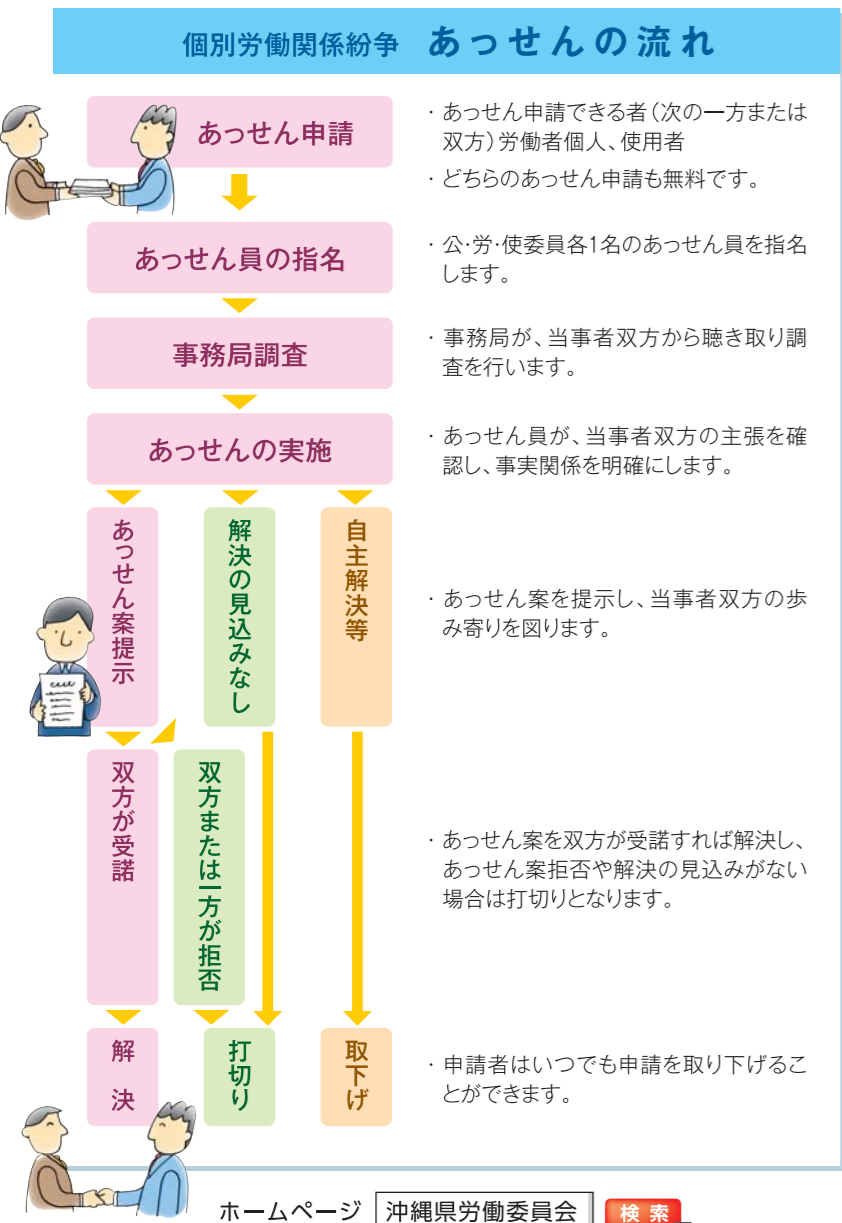 個別労働関係紛争 あっせんの流れ
あっせん申請
・あっせん申請できる者(次の一方または
双方)労働者個人、使用者
・どちらのあっせん申請も無料です。
あっせん員の指名
・公・労・使委員各1名のあっせん員を指名
します。
事務局調査
・事務局が、当事者双方から聴き取り調
査を行います。
あっせんの実施
・あっせん員が、当事者双方の主張を確
認し、事実関係を明確にします。
あっせん案提示
解決の見込みなし
自主解決等
・あっせん案を提示し、当事者双方の歩
み寄りを図ります。
双方が受諾
双方または一方が拒否
・あっせん案を双方が受諾すれば解決し、
あっせん案拒否や解決の見込みがない
場合は打切りとなります。
解決
打切り
取下げ
・申請者はいつでも申請を取り下げるこ
とができます。
ホームページ 沖縄県労働委員会 検索